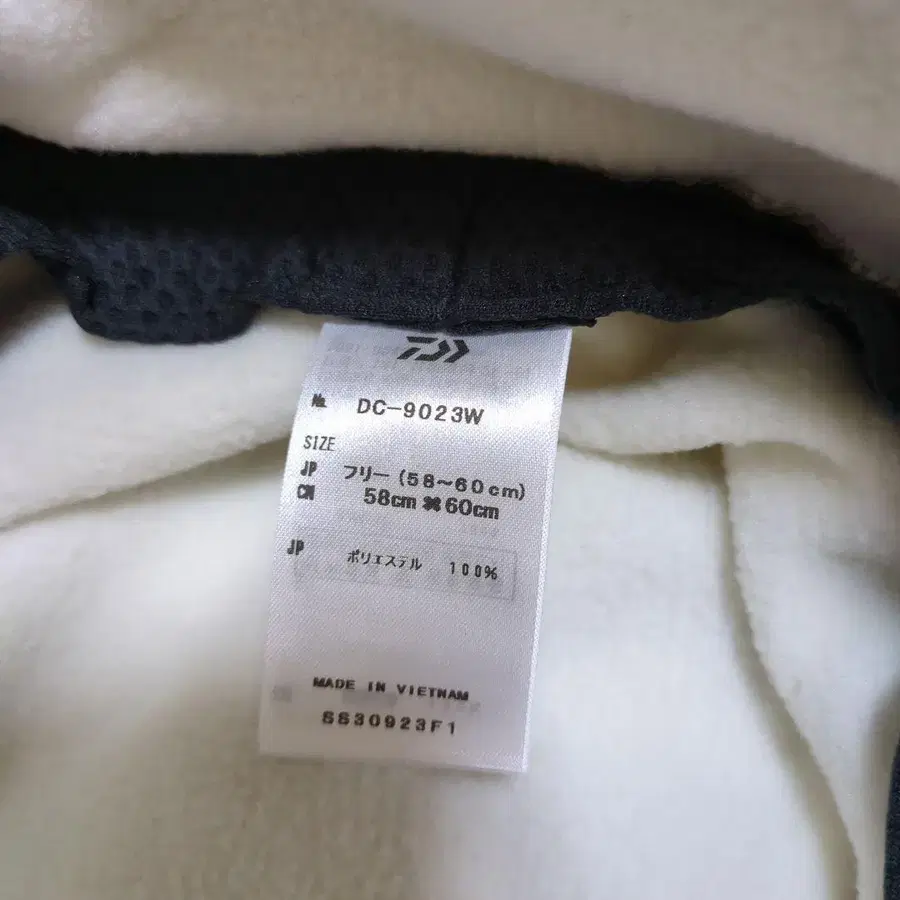 № DC-9023W
SIZE
JP フリー (58~60cm)
CN 58cm ✖ 60cm
JP ポリエステル 100%
MADE IN VIETNAM
SS30923F1